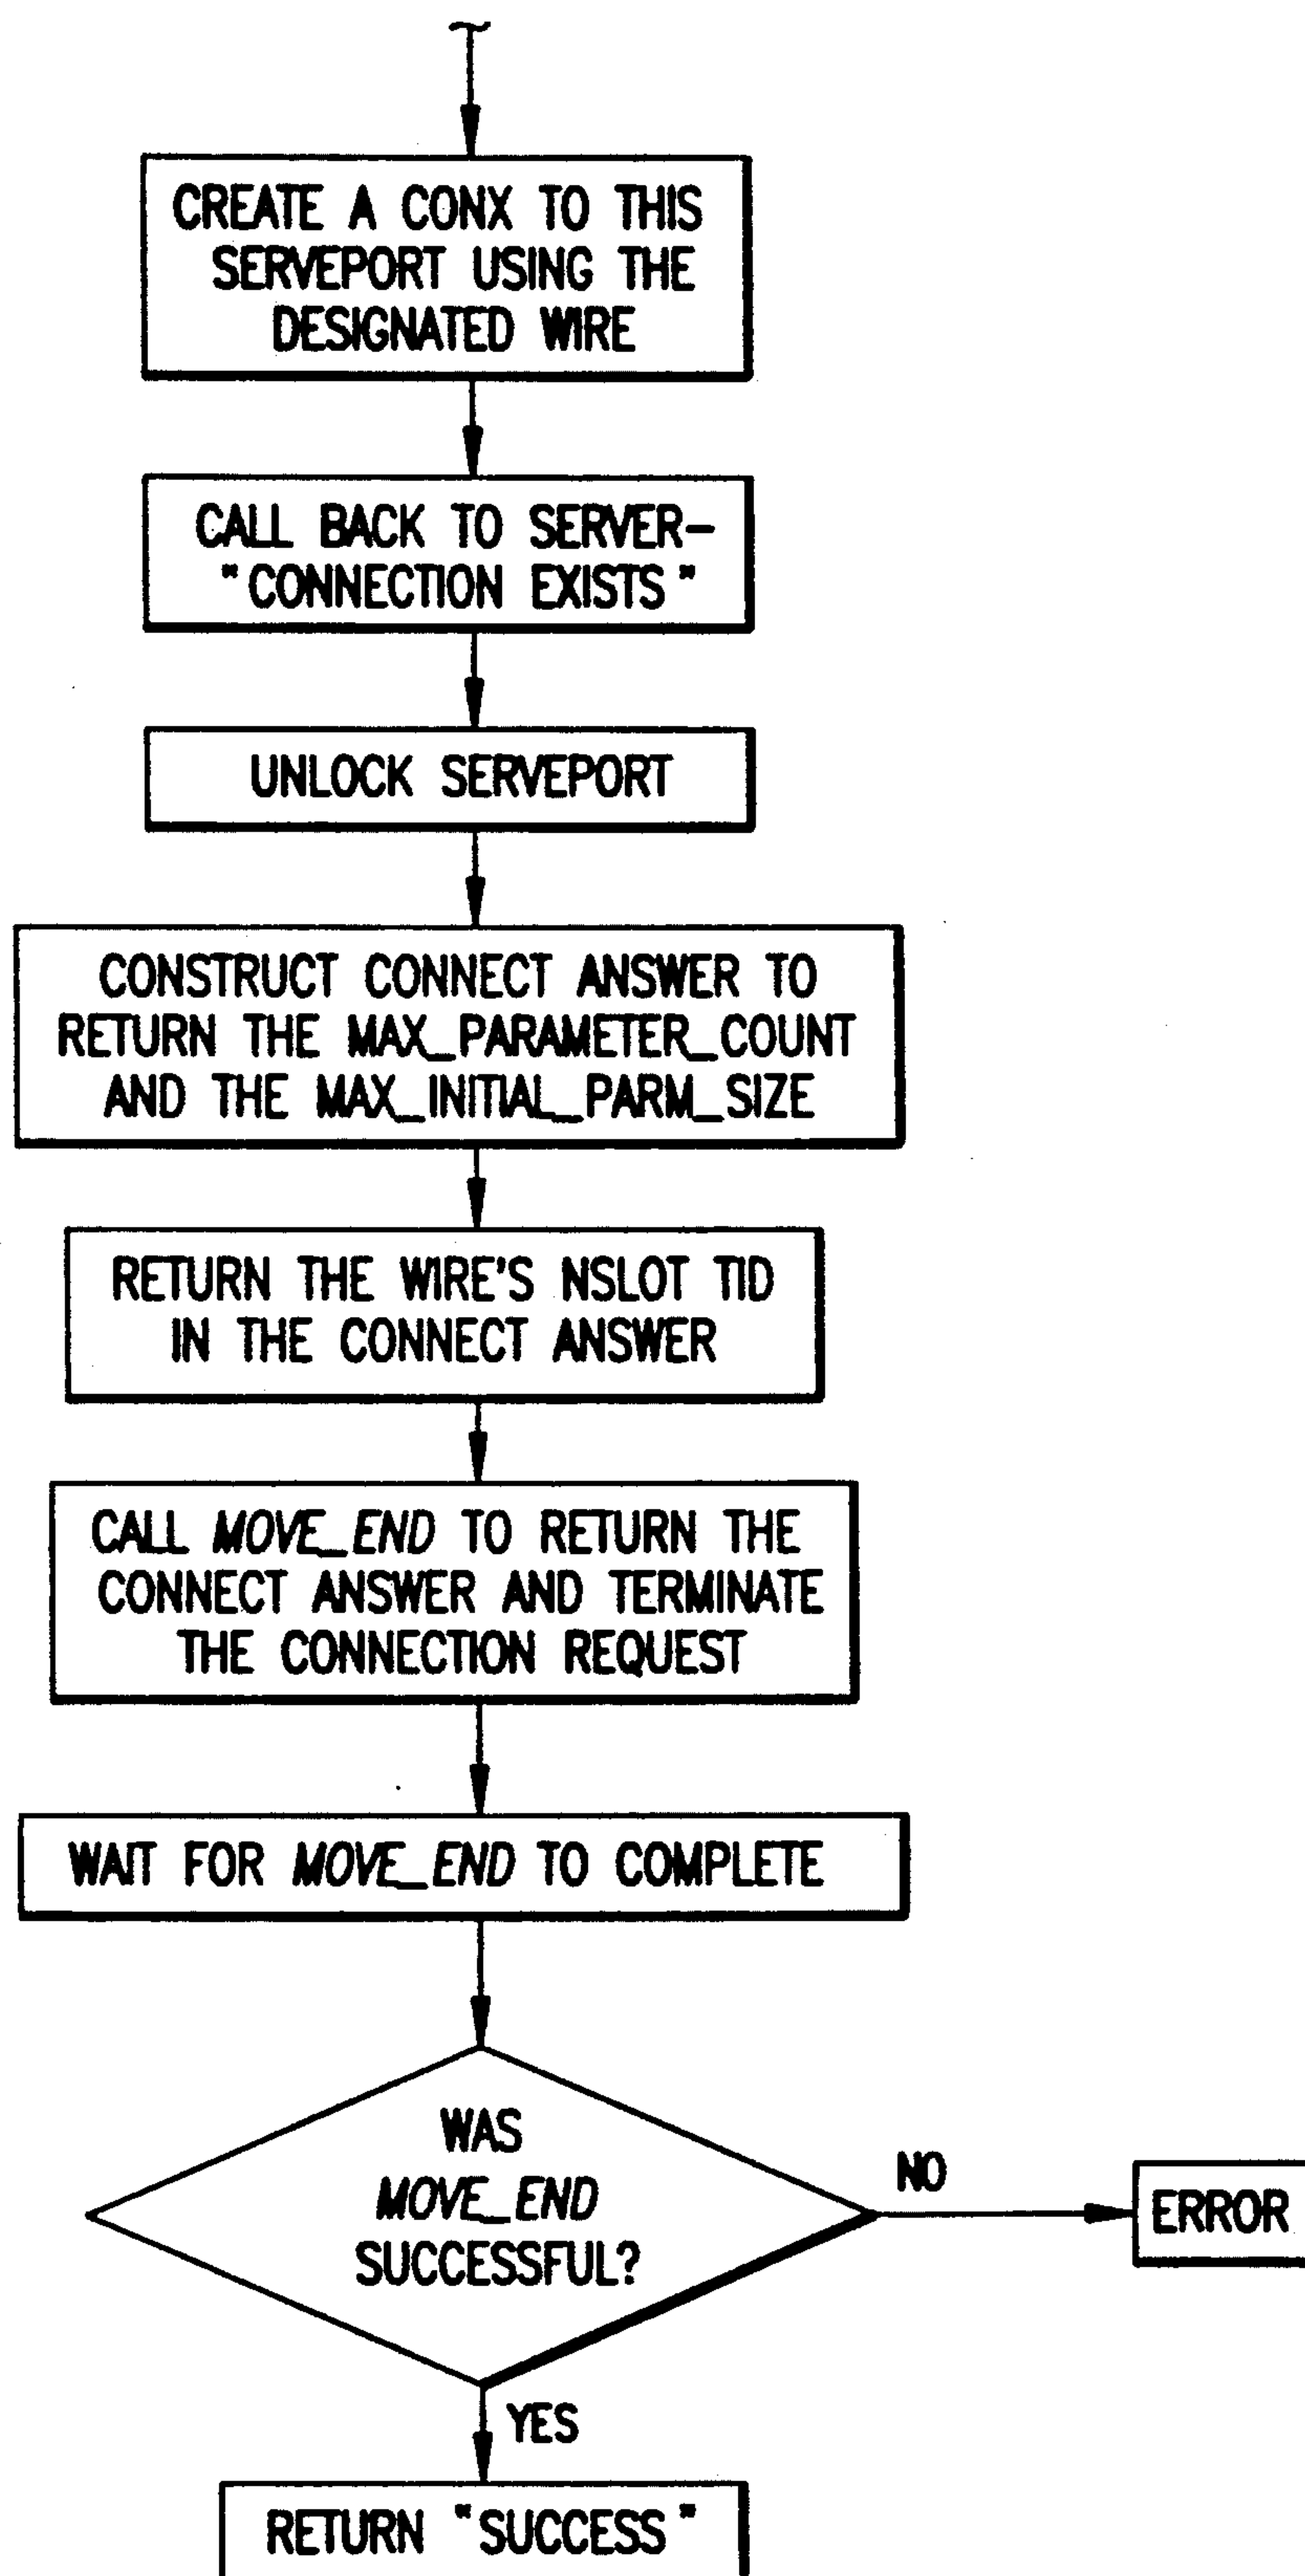 CREATE A CONX TO THIS
SERVEPORT USING THE
DESIGNATED WIRE
CALL BACK TO SERVER-
"CONNECTION EXISTS"
UNLOCK SERVEPORT
CONSTRUCT CONNECT ANSWER TO
RETURN THE MAX_PARAMETER_COUNT
AND THE MAX_INITIAL_PARM_SIZE
RETURN THE WIRE'S NSLOT TID
IN THE CONNECT ANSWER
CALL MOVE_END TO RETURN THE
CONNECT ANSWER AND TERMINATE
THE CONNECTION REQUEST
WAIT FOR MOVE_END TO COMPLETE
WAS
MOVE_END
SUCCESSFUL?
NO
ERROR
YES
RETURN "SUCCESS"